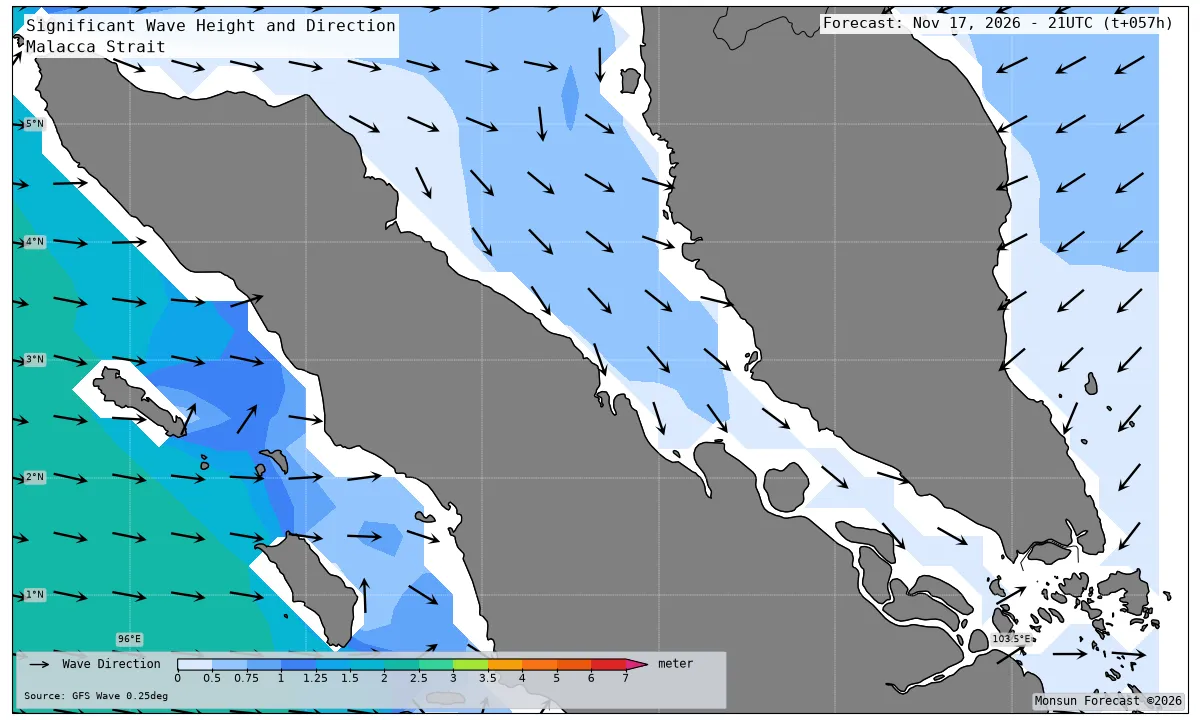 Significant Wave Height and Direction
Malacca Strait
Forecast: Nov 17, 2026 - 21UTC (t+057h)
5°N
4°N
3°N
2°N
1°N
96°E
103.5°E
Wave Direction
meter
0 0.5 0.75 1 1.25 1.5 2 2.5 3 3.5 4 5 6 7
Source: GFS Wave 0.25deg
Monsun Forecast ©2026